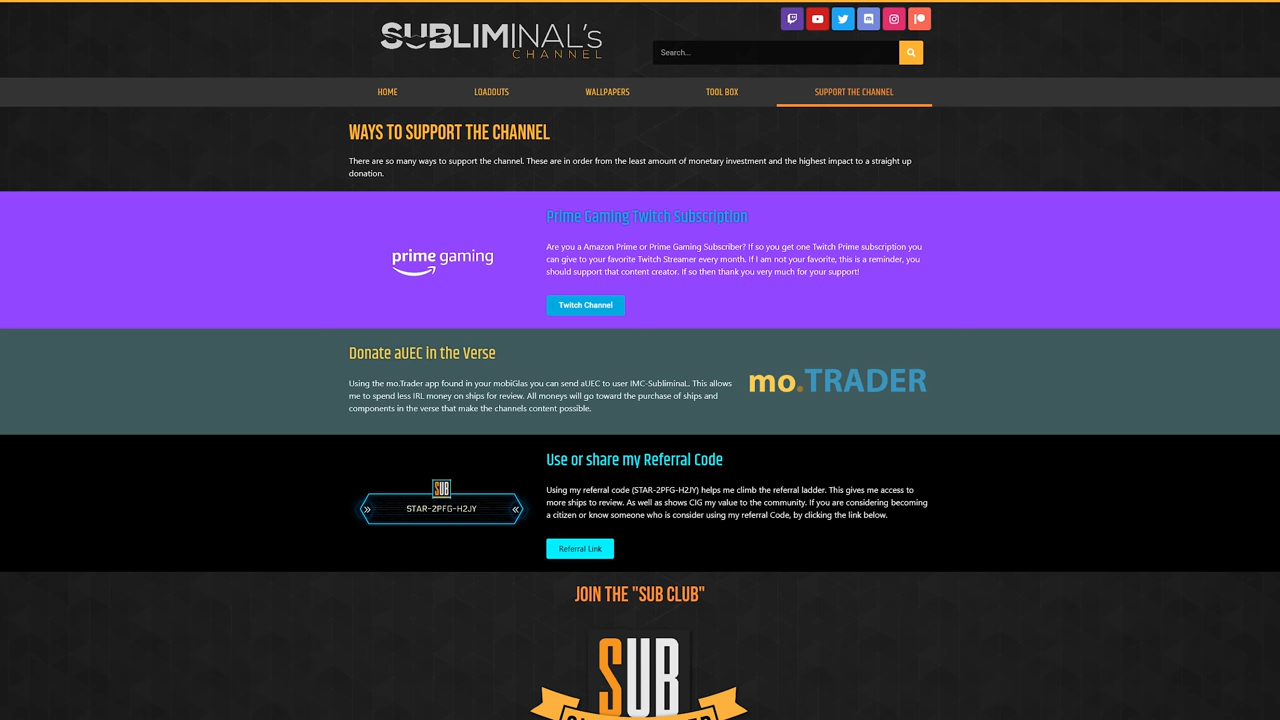 SUBLIMINAL's
CHANNEL
Search...
HOME
LOADOUTS
WALLPAPERS
TOOL BOX
SUPPORT THE CHANNEL
WAYS TO SUPPORT THE CHANNEL
There are so many ways to support the channel. These are in order from the least amount of monetary investment and the highest impact to a straight up
donation.
prime gaming
Prime Gaming Twitch Subscription
Are you a Amazon Prime or Prime Gaming Subscriber? If so you get one Twitch Prime subscription you
can give to your favorite Twitch Streamer every month. If I am not your favorite, this is a reminder, you
should support that content creator. If so then thank you very much for your support!
Twitch Channel
Donate aUEC in the Verse
Using the mo.Trader app found in your mobiGlas you can send aUEC to user IMC-SubliminaL. This allows
me to spend less IRL money on ships for review. All moneys will go toward the purchase of ships and
components in the verse that make the channels content possible.
mo.TRADER
SUB
STAR-2PFG-H2JY
Use or share my Referral Code
Using my referral code (STAR-2PFG-H2JY) helps me climb the referral ladder. This gives me access to
more ships to review. As well as shows CIG my value to the community. If you are considering becoming
a citizen or know someone who is consider using my referral Code, by clicking the link below.
Referral Link
JOIN THE "SUB CLUB"
SUB